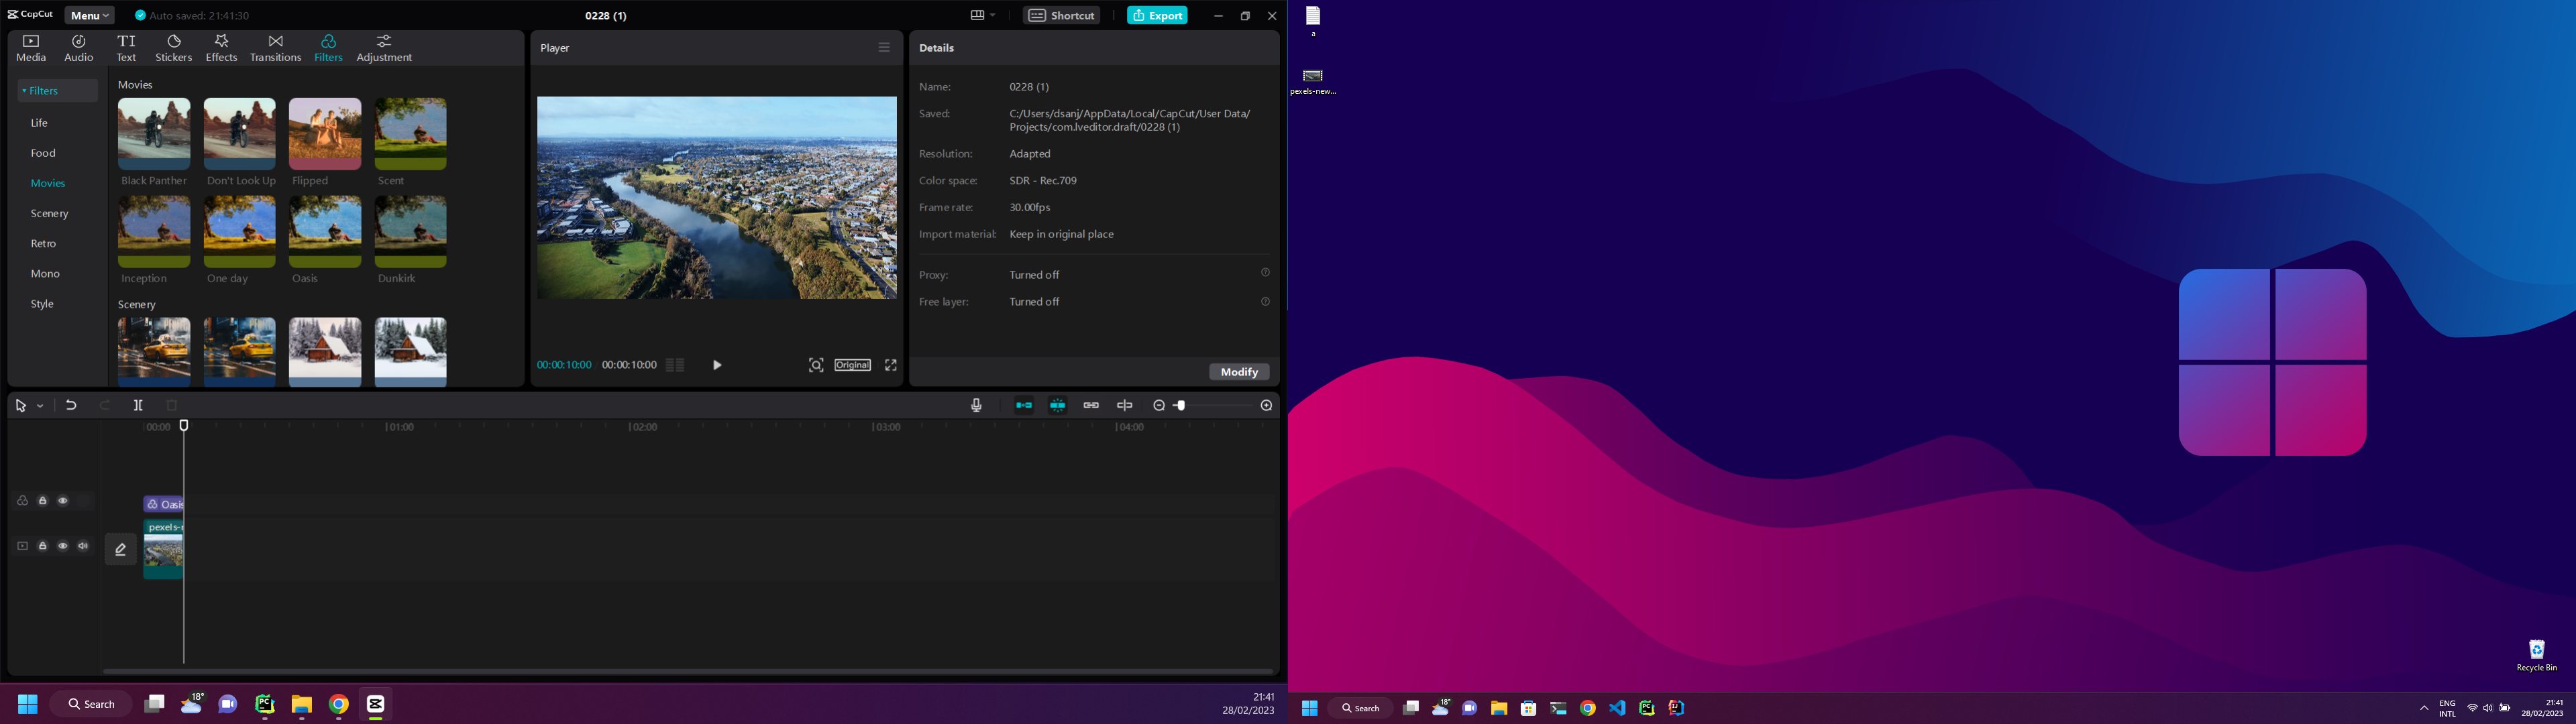 CapCut
Menu
Auto saved: 21:41:30
0228 (1)
Shortcut
Export
Media
Audio
TI
Text
Stickers
Effects
Transitions
Filters
Adjustment
Filters
Life
Food
Movies
Scenery
Retro
Mono
Style
Movies
Black Panther
Don't Look Up
Flipped
Scent
Inception
One day
Oasis
Dunkirk
Scenery
Player
00:00:10:00
00:00:10:00
Original
Details
Name:
0228 (1)
Saved:
C:/Users/dsanj/AppData/Local/CapCut/User Data/
Projects/com.lveditor.draft/0228 (1)
Resolution:
Adapted
Color space:
SDR - Rec.709
Frame rate:
30.00fps
Import material:
Keep in original place
Proxy:
Turned off
Free layer:
Turned off
Modify
00:00
01:00
02:00
03:00
04:00
Oasis
pexels-r
Search
18°
PC
21:41
28/02/2023
a
pexels-new...
Recycle Bin
Search
18°
PC
ENG
INTL
21:41
28/02/2023